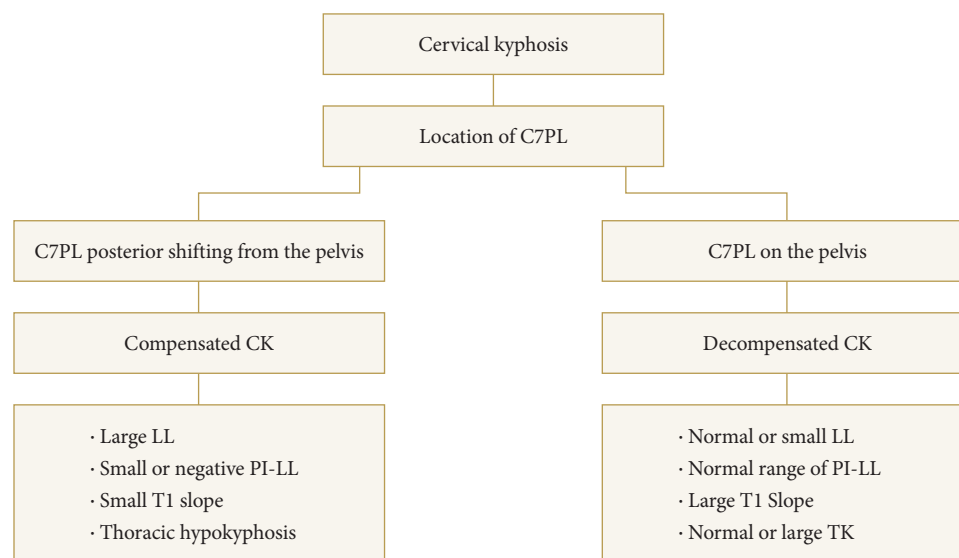 Cervical kyphosis
Location of C7PL
C7PL posterior shifting from the pelvis
C7PL on the pelvis
Compensated CK
Decompensated CK
· Large LL
· Small or negative PI-LL
· Small T1 slope
· Thoracic hypokyphosis
· Normal or small LL
· Normal range of PI-LL
· Large T1 Slope
· Normal or large TK